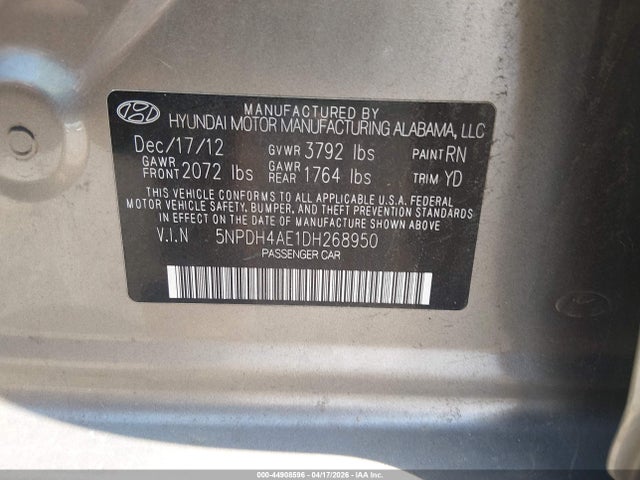 MANUFACTURED BY
HYUNDAI MOTOR MANUFACTURING ALABAMA, LLC
Dec/17/12 GVWR 3792 lbs PAINT RN
GAWR FRONT 2072 lbs GAWR REAR 1764 lbs TRIM YD
THIS VEHICLE CONFORMS TO ALL APPLICABLE U.S.A. FEDERAL
MOTOR VEHICLE SAFETY, BUMPER, AND THEFT PREVENTION STANDARDS
IN EFFECT ON THE DATE OF MANUFACTURE SHOWN ABOVE.
V.I.N 5NPDH4AE1DH268950
PASSENGER CAR
000-44908596 - 04/17/2026 - IAA Inc.